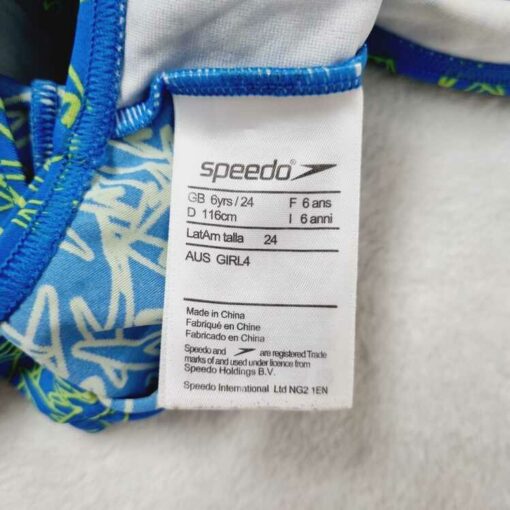 speedo®
GB 6yrs / 24 F 6 ans
D 116cm I 6 anni
LatAm talla 24
AUS GIRL4
Made in China
Fabriqué en Chine
Fabricado en China
Speedo and are registered Trade
marks of and used under licence from
Speedo Holdings B.V.
Speedo International Ltd NG2 1EN